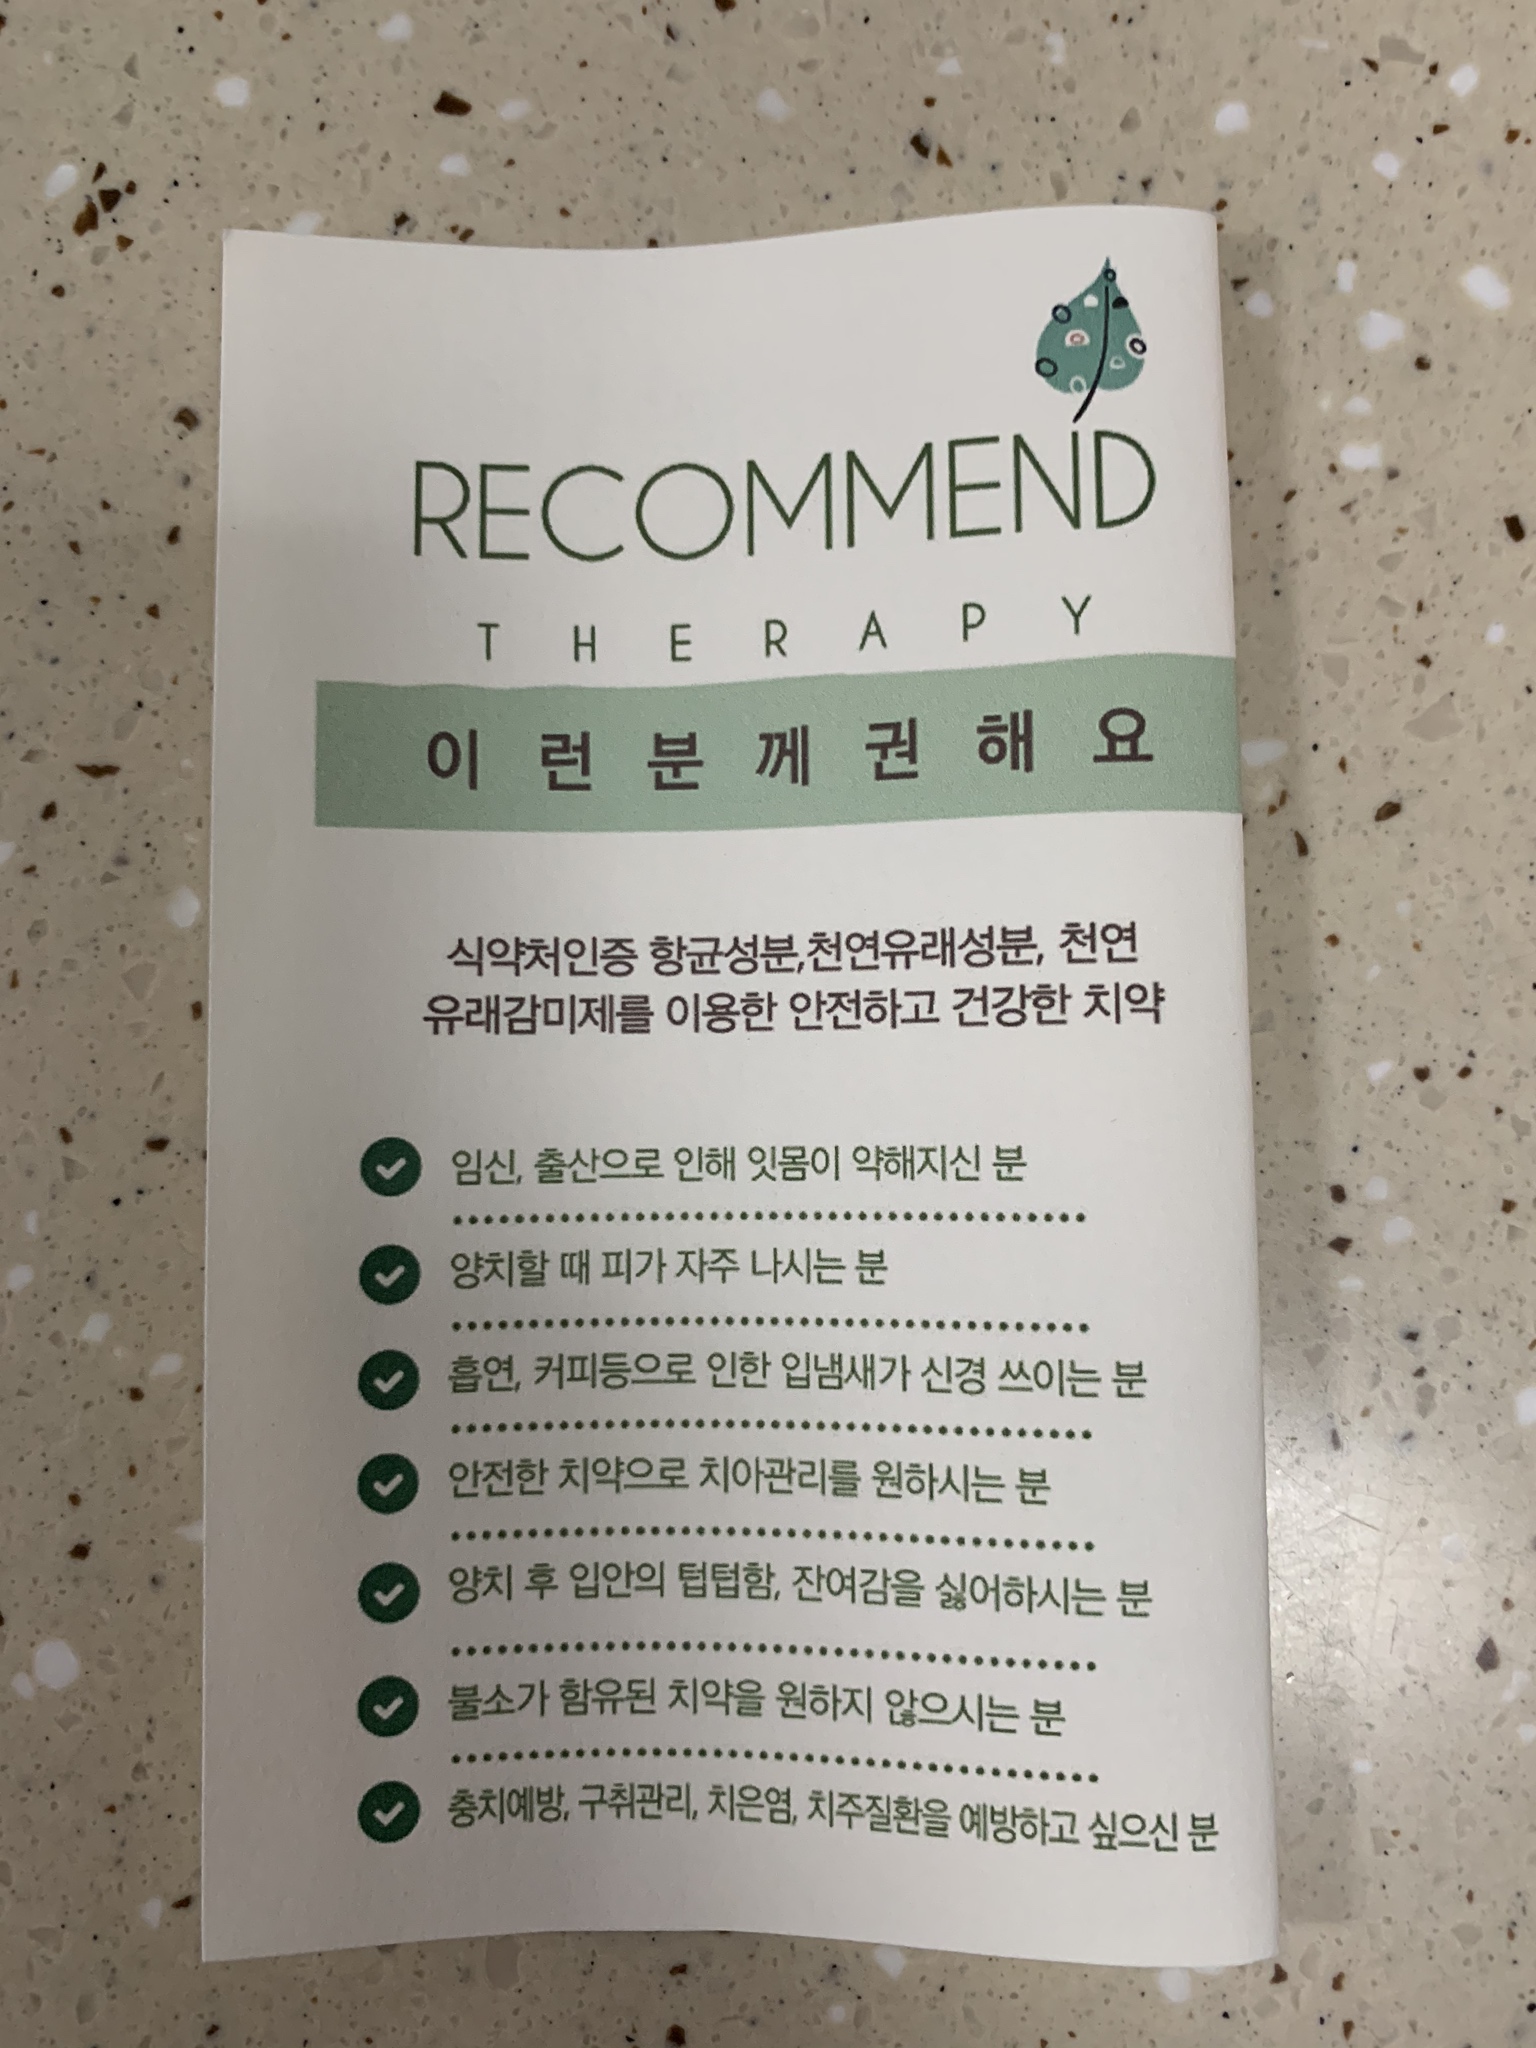 RECOMMEND
THERAPY
이런분께권해요
식약처인증 항균성분,천연유래성분, 천연
유래감미제를 이용한 안전하고 건강한 치약
임신, 출산으로 인해 잇몸이 약해지신 분
양치할 때 피가 자주 나시는 분
흡연, 커피등으로 인한 입냄새가 신경 쓰이는 분
안전한 치약으로 치아관리를 원하시는 분
양치 후 입안의 텁텁함, 잔여감을 싫어하시는 분
불소가 함유된 치약을 원하지 않으시는 분
충치예방, 구취관리, 치은염, 치주질환을 예방하고 싶으신 분